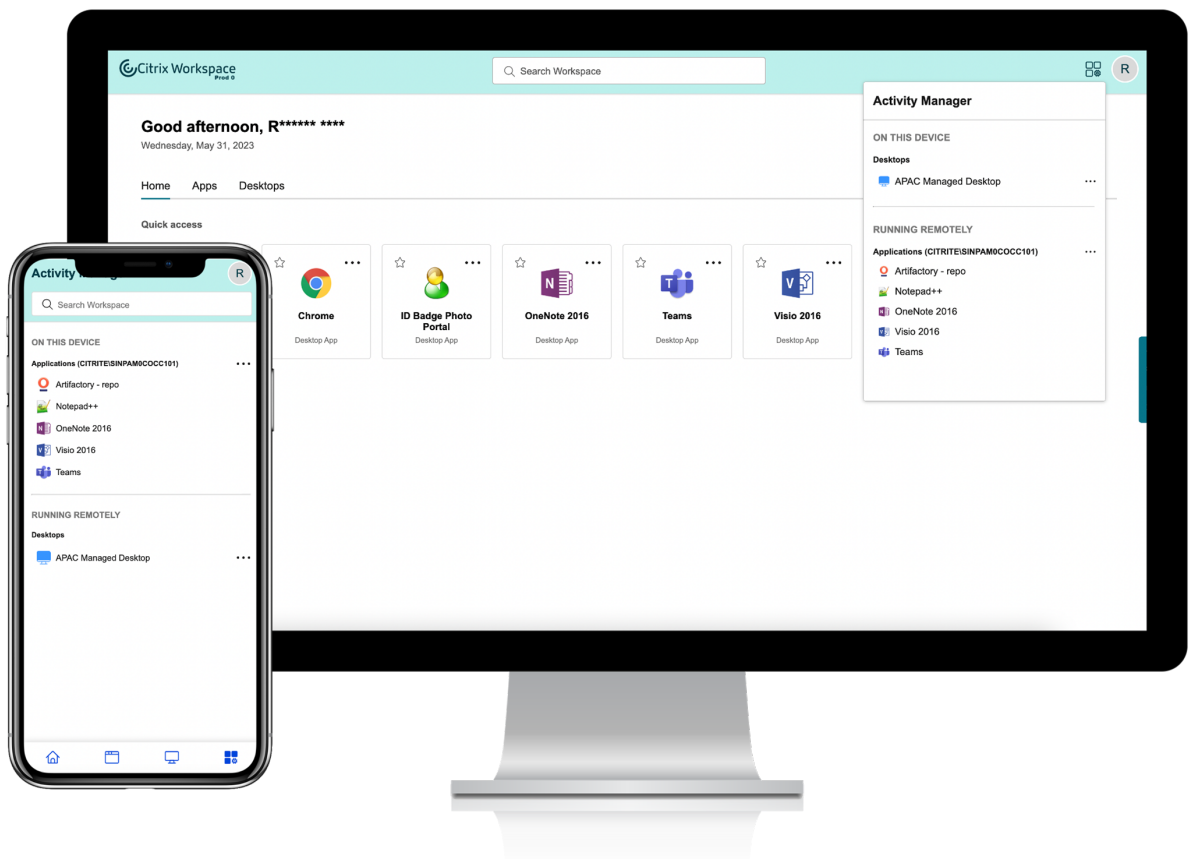 Citrix Workspace
Prod 0
Search Workspace
R
Good afternoon, R****** ****
Wednesday, May 31, 2023
Home
Apps
Desktops
Quick access
Chrome
Desktop App
ID Badge Photo
Portal
Desktop App
N
OneNote 2016
Desktop App
T
Teams
Desktop App
V
Visio 2016
Desktop App
Activity Manager
ON THIS DEVICE
Desktops
APAC Managed Desktop
RUNNING REMOTELY
Applications (CITRITE\SINPAM0COCC101)
Artifactory - repo
Notepad++
OneNote 2016
Visio 2016
Teams
Activity
R
Search Workspace
ON THIS DEVICE
Applications (CITRITE\SINPAM0COCC101)
Artifactory - repo
Notepad++
OneNote 2016
Visio 2016
Teams
RUNNING REMOTELY
Desktops
APAC Managed Desktop